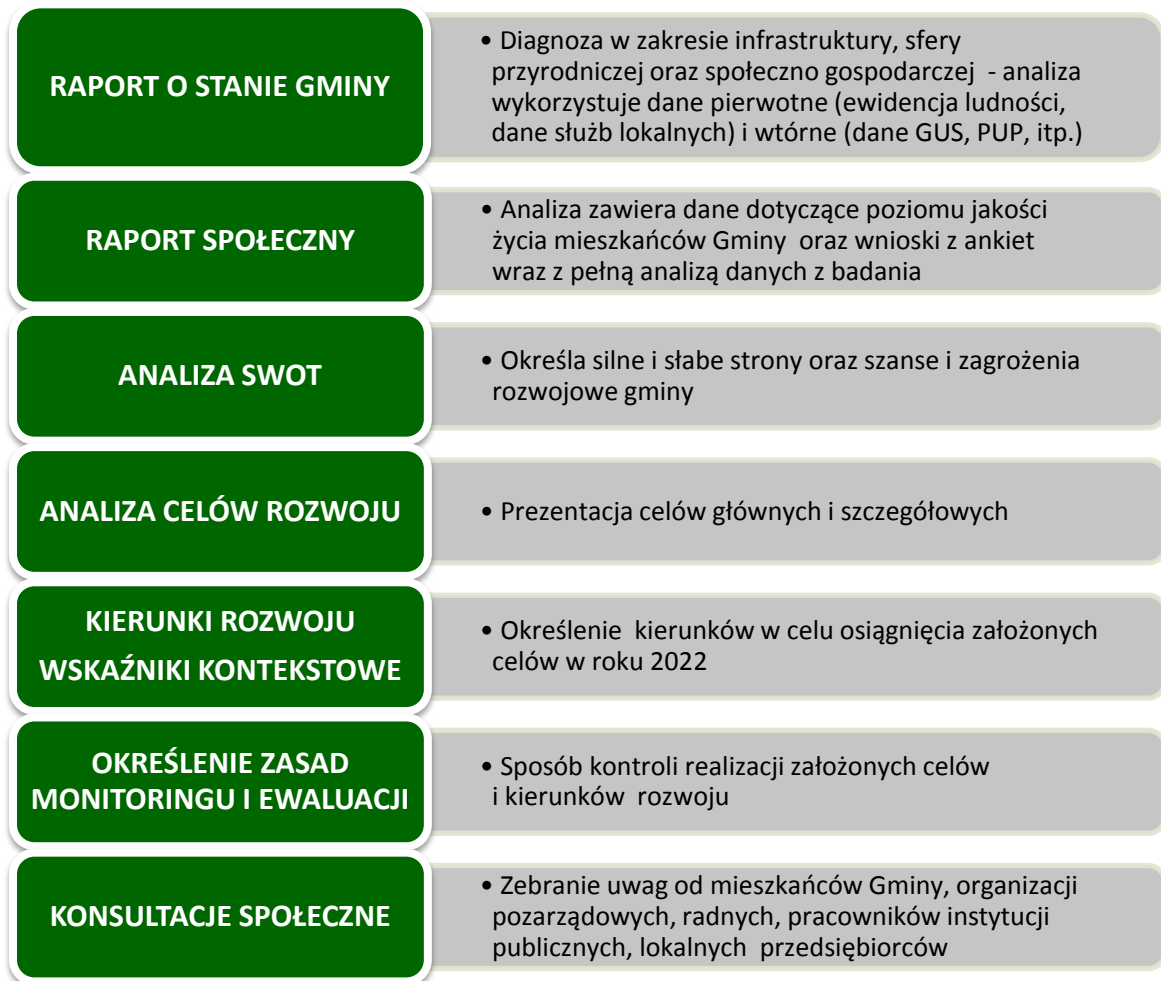 RAPORT O STANIE GMINY
• Diagnoza w zakresie infrastruktury, sfery
przyrodniczej oraz społeczno gospodarczej - analiza
wykorzystuje dane pierwotne (ewidencja ludności,
dane służb lokalnych) i wtórne (dane GUS, PUP, itp.)
RAPORT SPOŁECZNY
• Analiza zawiera dane dotyczące poziomu jakości
życia mieszkańców Gminy oraz wnioski z ankiet
wraz z pełną analizą danych z badania
ANALIZA SWOT
• Określa silne i słabe strony oraz szanse i zagrożenia
rozwojowe gminy
ANALIZA CELÓW ROZWOJU
• Prezentacja celów głównych i szczegółowych
KIERUNKI ROZWOJU
WSKAŹNIKI KONTEKSTOWE
• Określenie kierunków w celu osiągnięcia założonych
celów w roku 2022
OKREŚLENIE ZASAD
MONITORINGU I EWALUACJI
• Sposób kontroli realizacji założonych celów
i kierunków rozwoju
KONSULTACJE SPOŁECZNE
• Zebranie uwag od mieszkańców Gminy, organizacji
pozarządowych, radnych, pracowników instytucji
publicznych, lokalnych przedsiębiorców